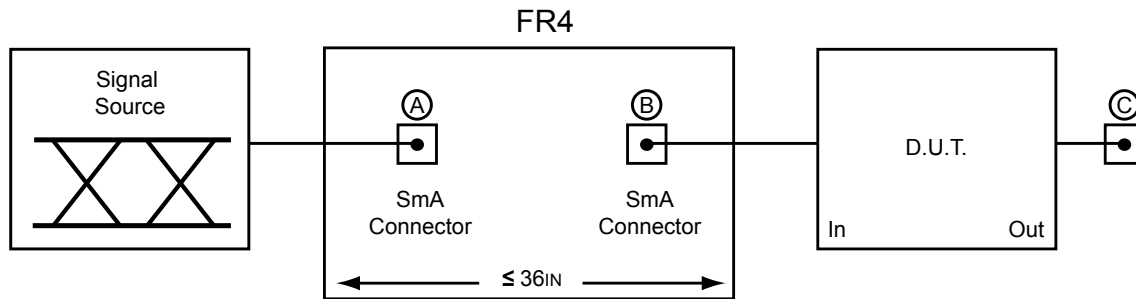 FR4
Signal
Source
A
SmA
Connector
B
SmA
Connector
≤ 36IN
D.U.T.
In
Out
C